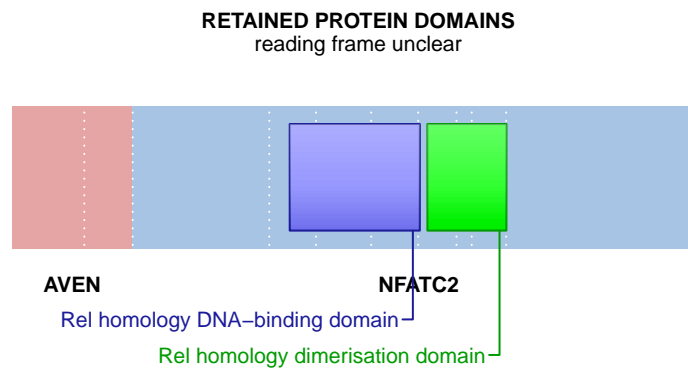 RETAINED PROTEIN DOMAINS
reading frame unclear
AVEN NFATC2
Rel homology DNA−binding domain
Rel homology dimerisation domain